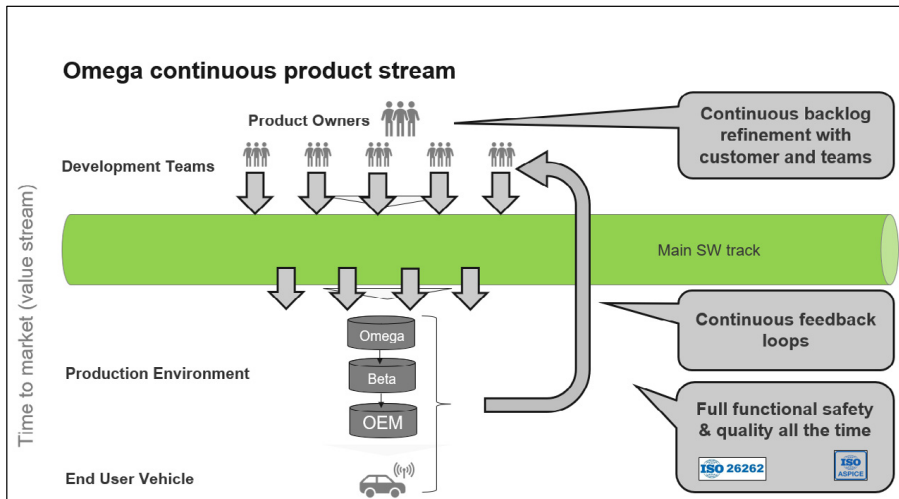 Omega continuous product stream
Product Owners
Continuous backlog
refinement with
customer and teams
Development Teams
Time to market (value stream)
Main SW track
Continuous feedback
loops
Omega
Production Environment
Beta
OEM
Full functional safety
& quality all the time
ISO 26262
ISO
ASPICE
End User Vehicle